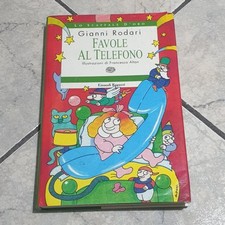 Lo Scaffale d'oro
Gianni Rodari
FAVOLE
AL TELEFONO
Illustrazioni di Francesco Altan
Einaudi Ragazzi